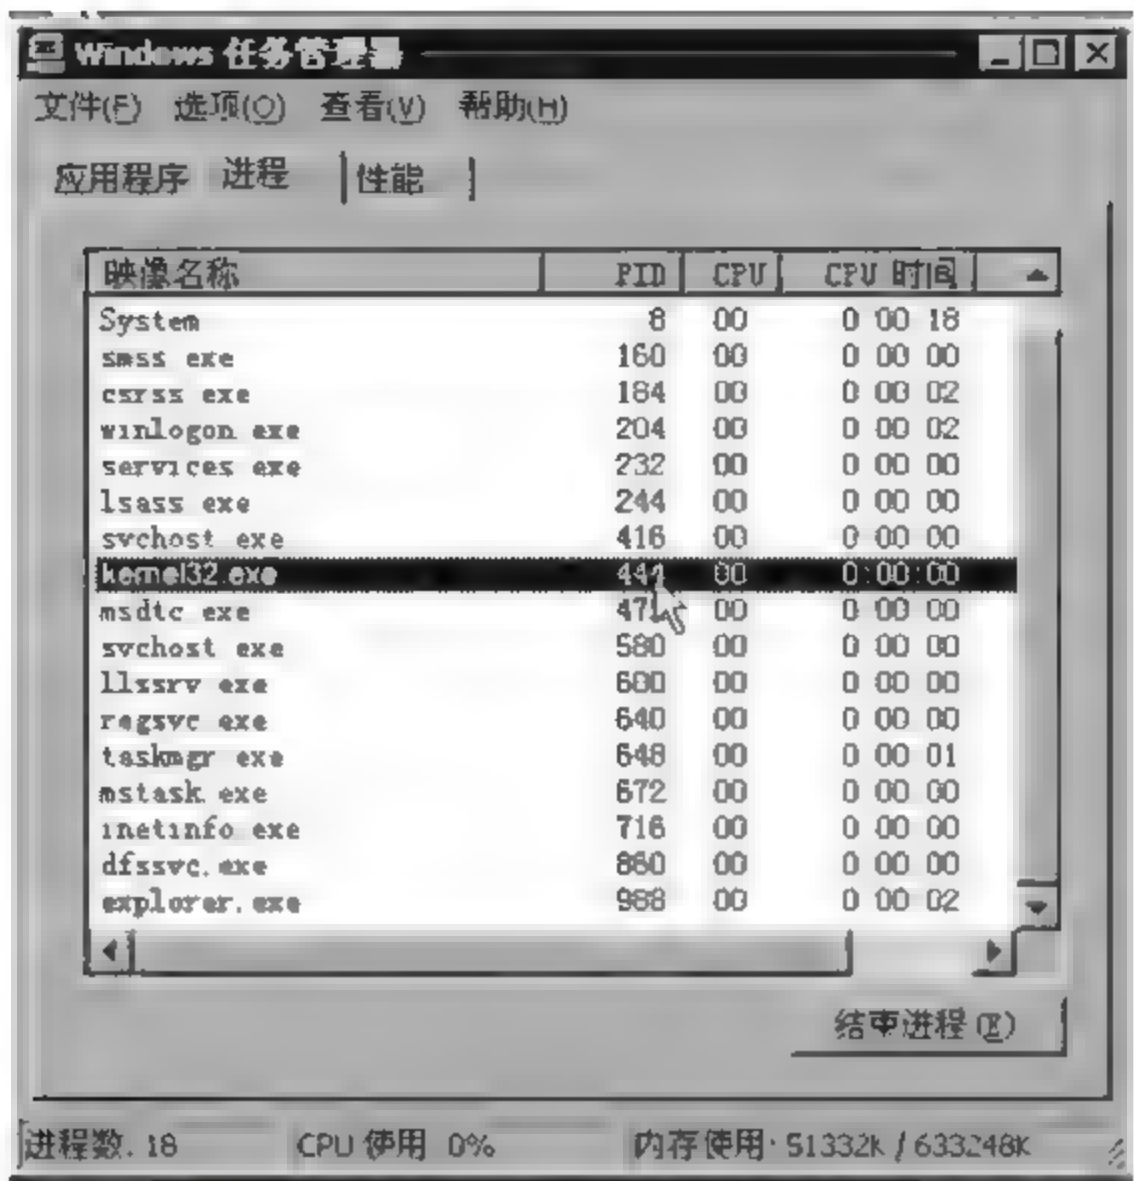 Windows 任务管理器
文件(F) 选项(O) 查看(V) 帮助(H)
应用程序 进程 性能
映像名称 PID CPU CPU 时间
System 8 00 0 00 18
smss exe 160 00 0 00 00
csrss exe 184 00 0 00 02
winlogon exe 204 00 0 00 02
services exe 232 00 0 00 00
lsass exe 244 00 0 00 00
svchost exe 416 00 0 00 00
kernel32.exe 444 00 0:00:00
msdtc exe 00 0 00 00
svchost exe 580 00 0 00 00
llssrv exe 600 00 0 00 00
regsvc exe 640 00 0 00 00
taskmgr exe 648 00 0 00 01
mstask exe 672 00 0 00 00
inetinfo exe 716 00 0 00 00
dfssvc.exe 860 00 0 00 00
explorer.exe 988 00 0 00 02
结束进程(E)
进程数. 18 CPU 使用 0% 内存使用: 51332K / 633248K